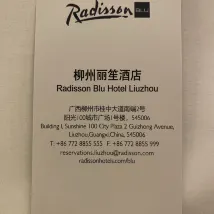 Radisson BLU
柳州丽笙酒店
Radisson Blu Hotel Liuzhou
广西柳州市桂中大道南端2号
阳光100城市广场1号楼，545006
Building 1, Sunshine 100 City Plaza, 2 Guizhong Avenue,
Liuzhou,Guangxi,China, 545006
T: +86 772 8855 555 F: +86 772 8855 999
reservations.liuzhou@radisson.com
radissonhotels.com/blu